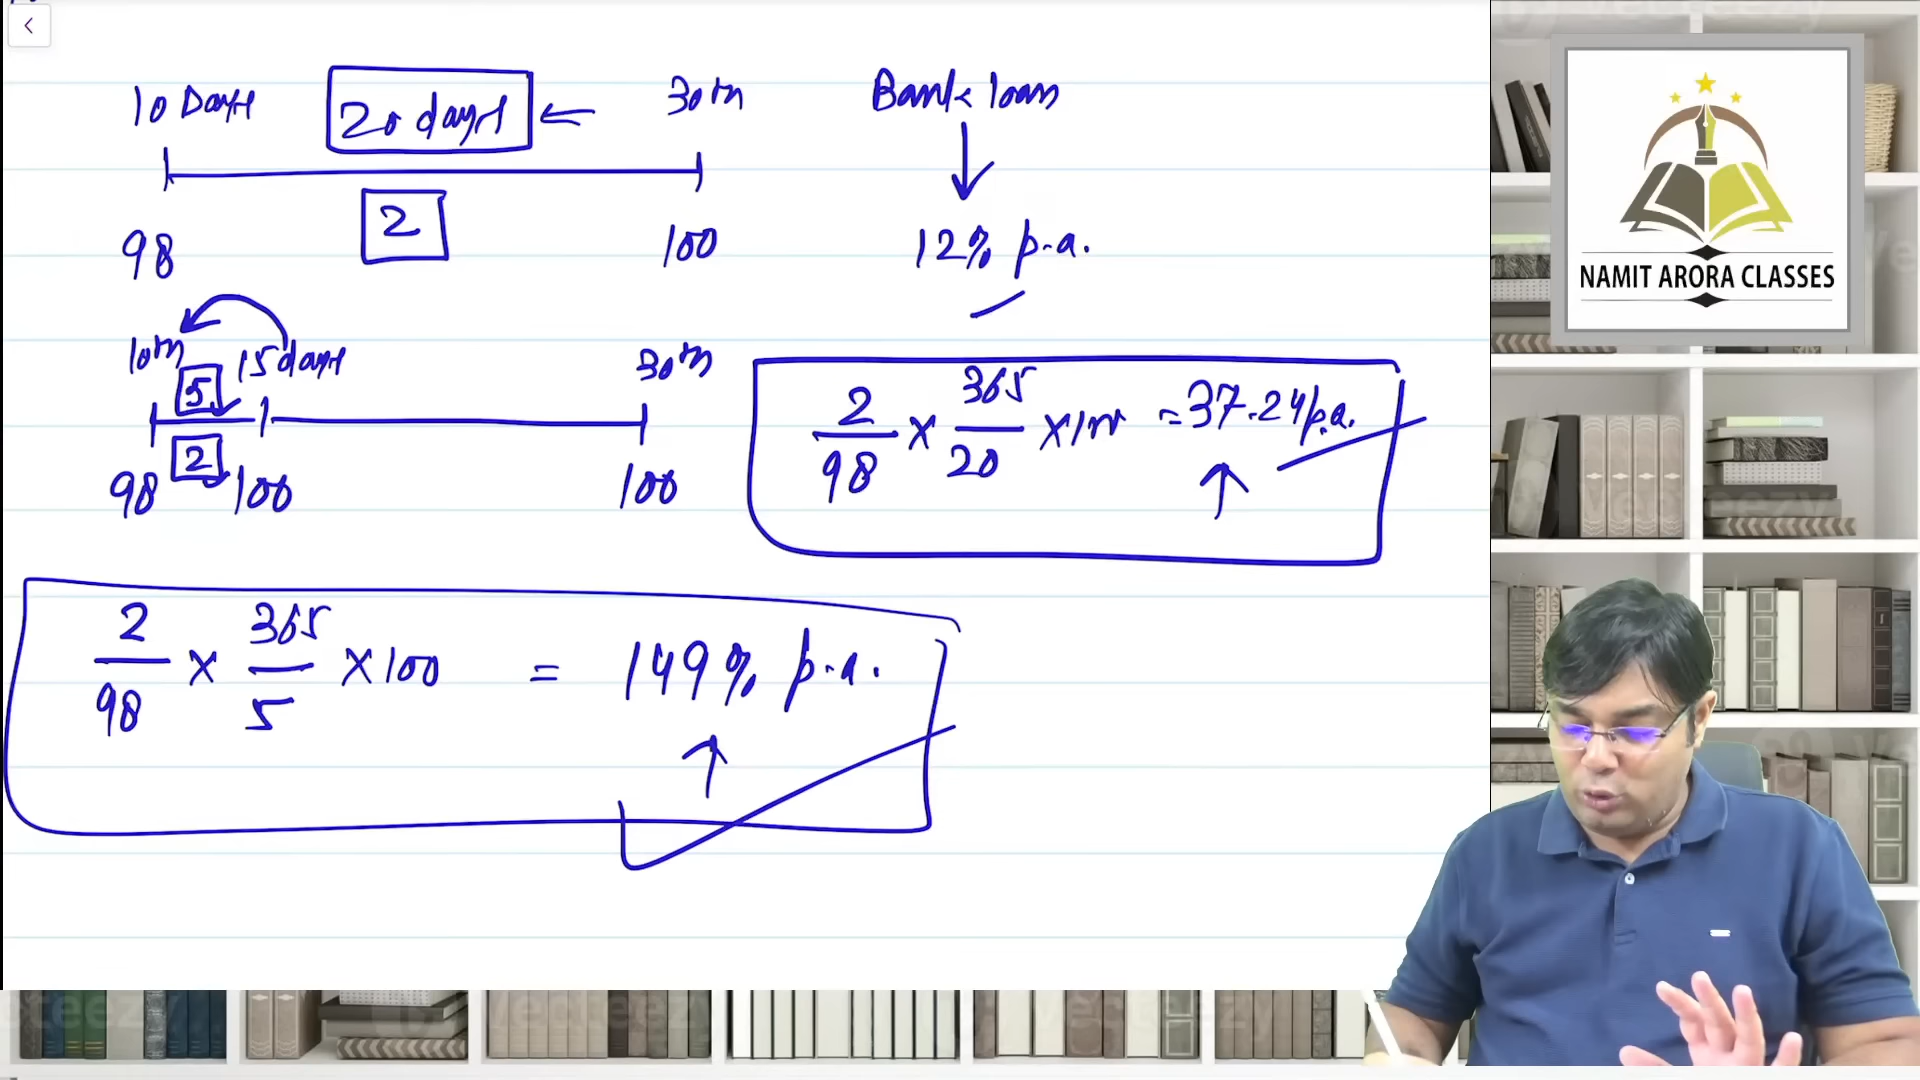 10 Days 20 days 30th
2
98 100
Bank loan
12% p.a.
10th 15 days 30th
5
2
98 100 100
2/98 × 365/20 × 100 = 37.24 p.a.
2/98 × 365/5 × 100 = 149% p.a.
NAMIT ARORA CLASSES